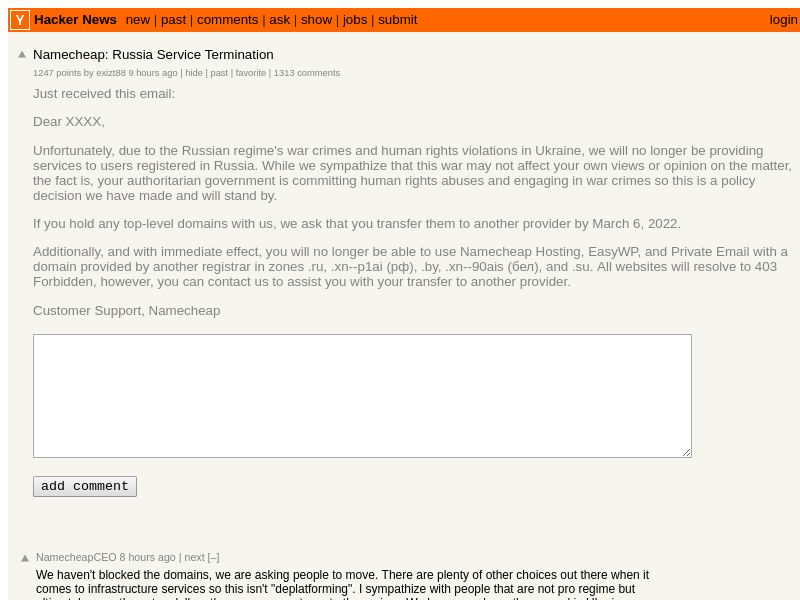 Y Hacker News new | past | comments | ask | show | jobs | submit login
Namecheap: Russia Service Termination
1247 points by exizt88 9 hours ago | hide | past | favorite | 1313 comments
Just received this email:
Dear XXXX,
Unfortunately, due to the Russian regime's war crimes and human rights violations in Ukraine, we will no longer be providing
services to users registered in Russia. While we sympathize that this war may not affect your own views or opinion on the matter,
the fact is, your authoritarian government is committing human rights abuses and engaging in war crimes so this is a policy
decision we have made and will stand by.
If you hold any top-level domains with us, we ask that you transfer them to another provider by March 6, 2022.
Additionally, and with immediate effect, you will no longer be able to use Namecheap Hosting, EasyWP, and Private Email with a
domain provided by another registrar in zones .ru, .xn--p1ai (рф), .by, .xn--90ais (бел), and .su. All websites will resolve to 403
Forbidden, however, you can contact us to assist you with your transfer to another provider.
Customer Support, Namecheap
add comment
NamecheapCEO 8 hours ago | next [–]
We haven't blocked the domains, we are asking people to move. There are plenty of other choices out there when it
comes to infrastructure services so this isn't "deplatforming". I sympathize with people that are not pro regime but